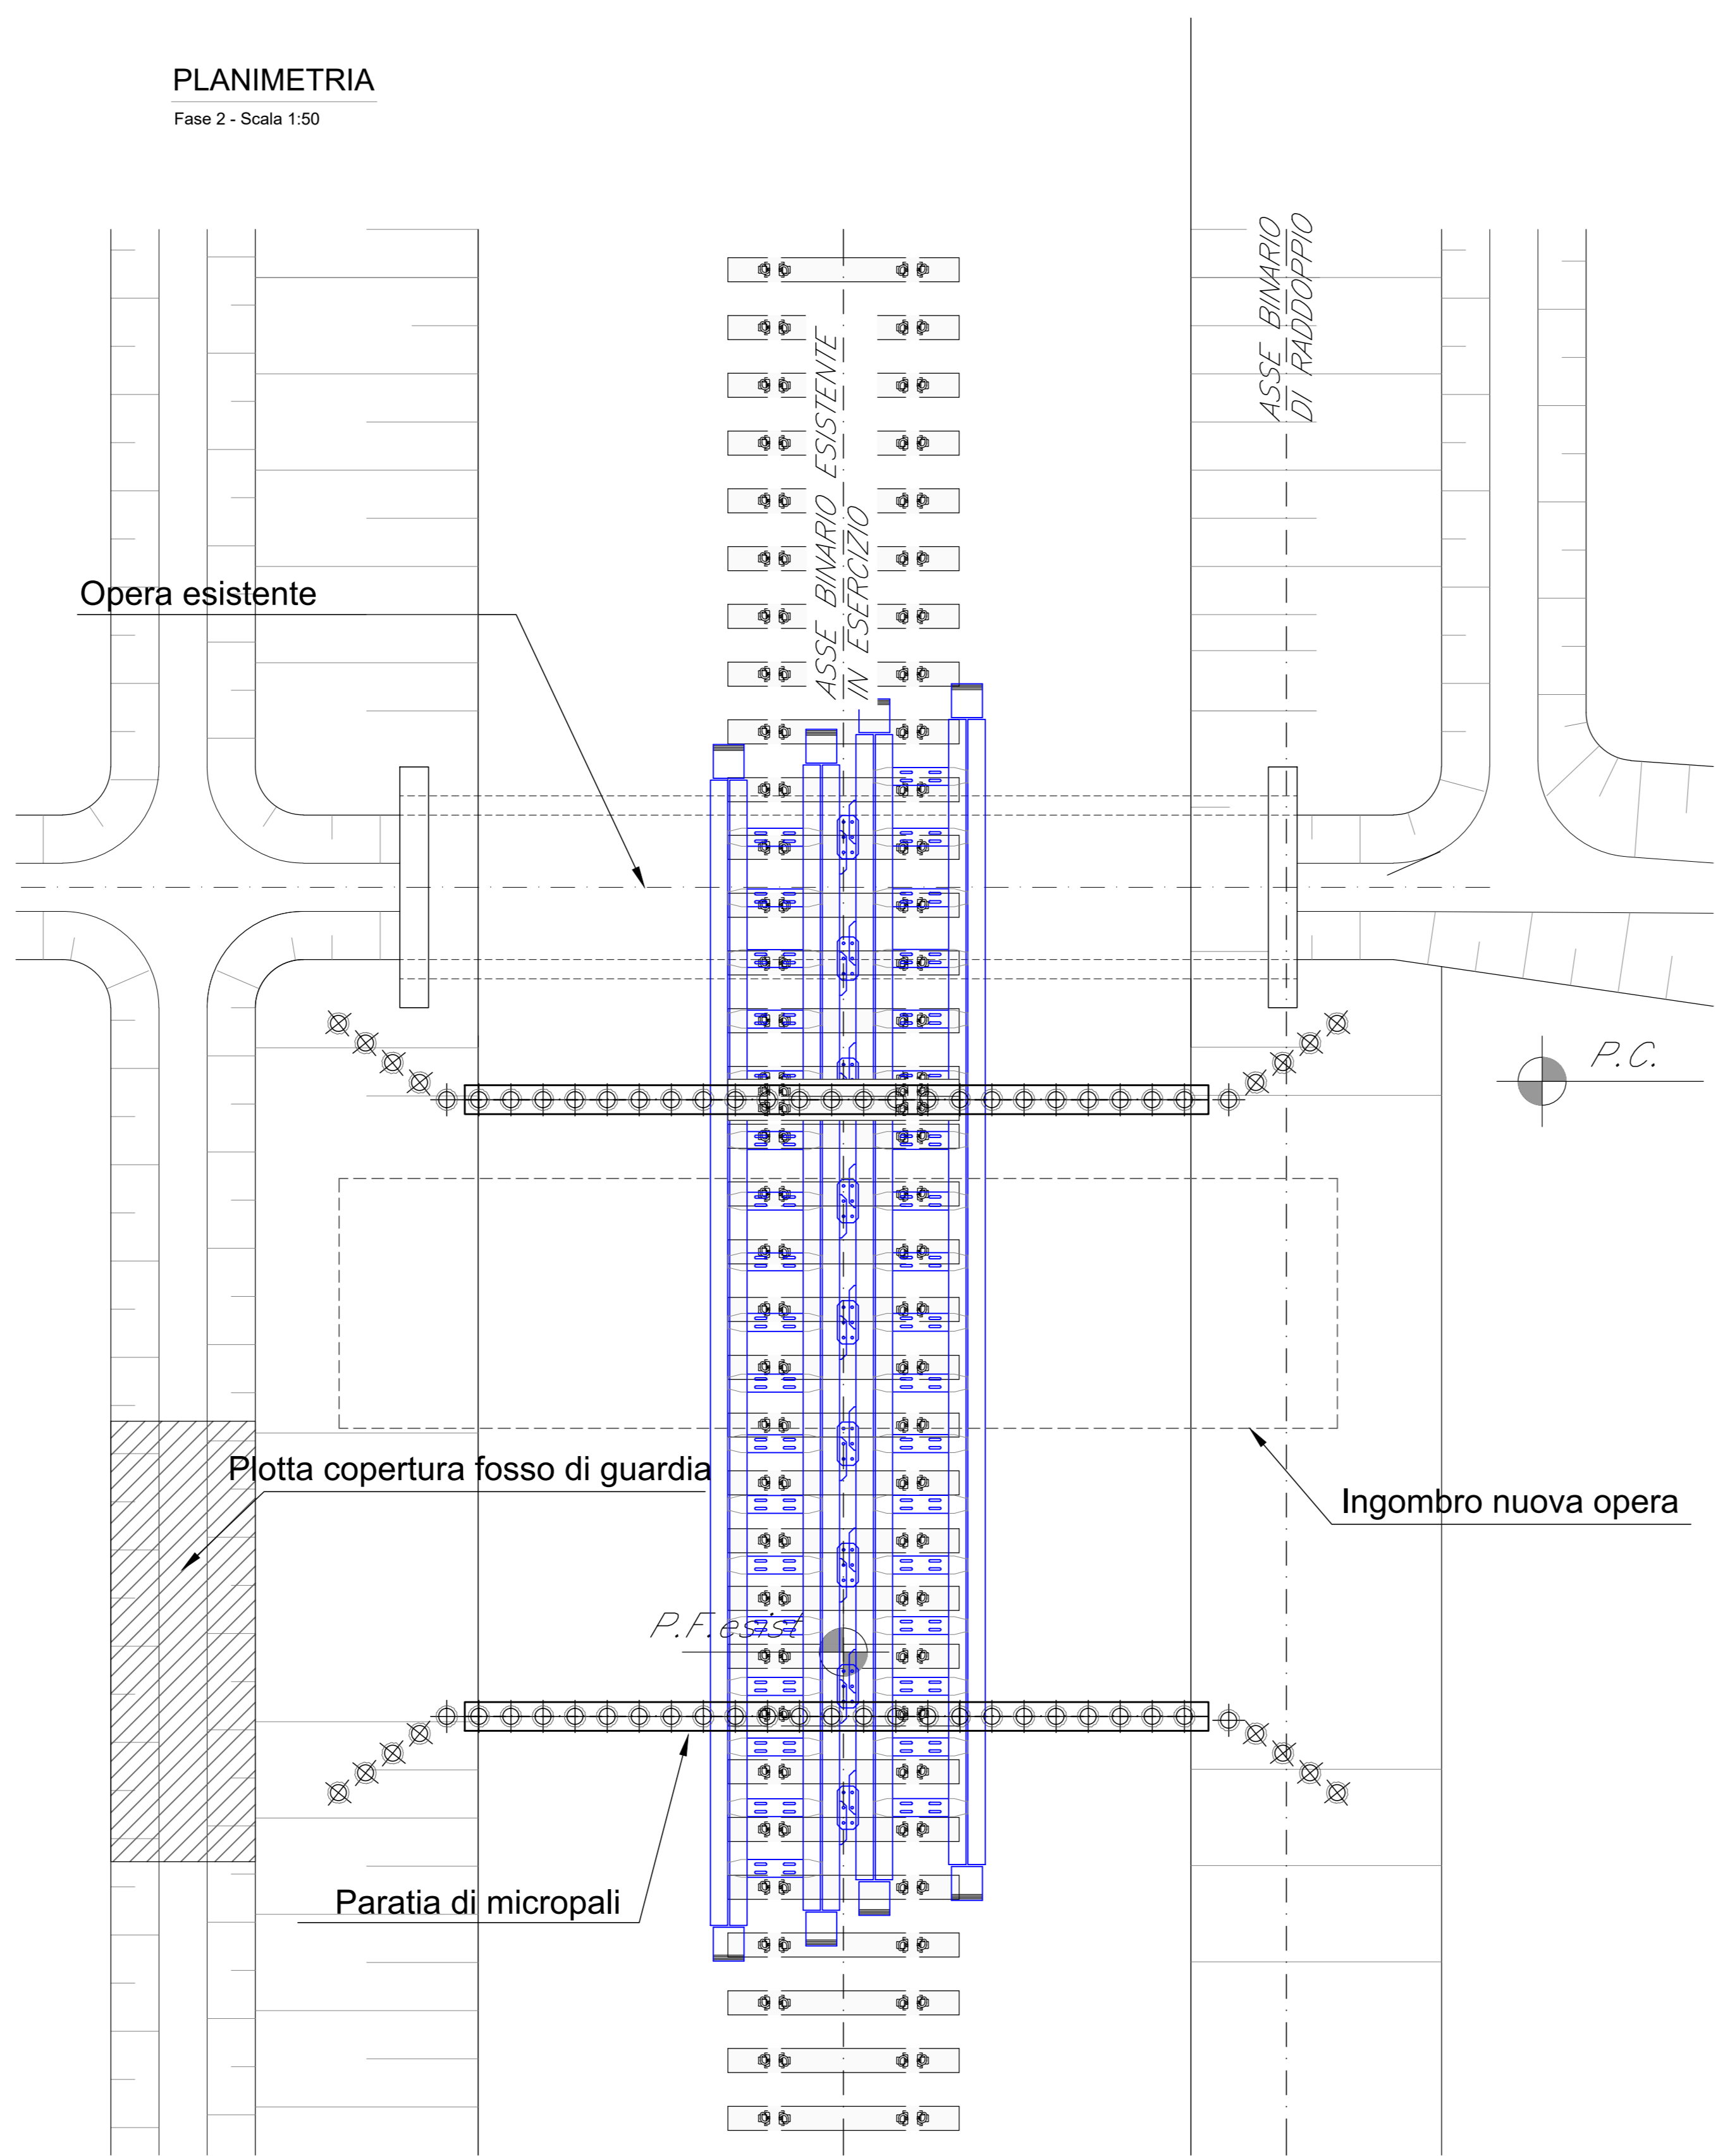 PLANIMETRIA
Fase 2 - Scala 1:50
ASSE BINARIO
DI RADDOPPIO
ASSE BINARIO ESISTENTE
IN ESERCIZIO
Opera esistente
P.C.
Plotta copertura fosso di guardia
Ingombro nuova opera
P.F.esist
Paratia di micropali